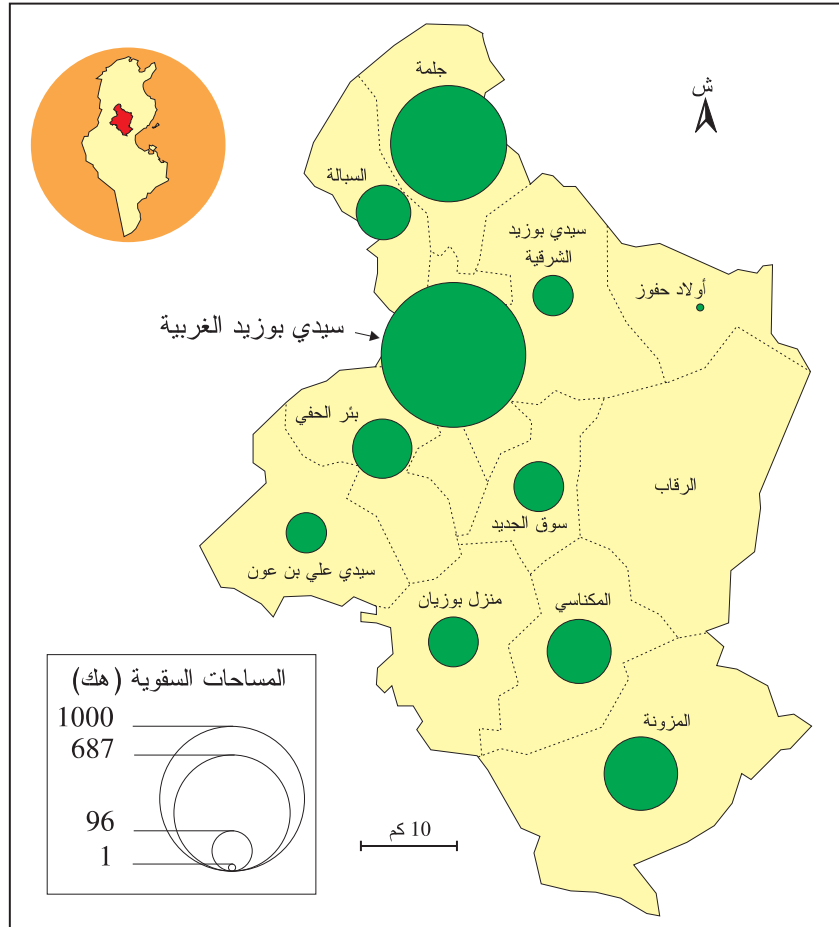 جلمة
ش
السبالة
سيدي بوزيد
الشرقية
أولاد حفوز
سيدي بوزيد الغربية
بئر الحفي
الرقاب
سوق الجديد
سيدي علي بن عون
منزل بوزيان
المكناسي
المزونة
المساحات السقوية (هك)
1000
687
96
1
10 كم